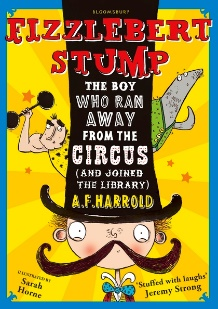 BLOOMSBURY
FIZZLEBERT
STUMP
THE BOY
WHO RAN
AWAY
FROM THE
CIRCUS
(AND JOINED
THE LIBRARY)
A.F. HARROLD
ILLUSTRATED BY
Sarah
Horne
'Stuffed with laughs'
Jeremy Strong